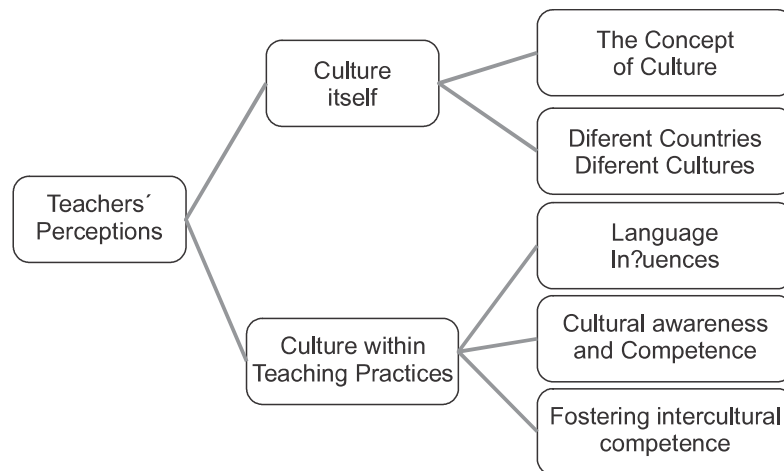 Teachers´
Perceptions
Culture
itself
The Concept
of Culture
Diferent Countries
Diferent Cultures
Culture within
Teaching Practices
Language
In?uences
Cultural awareness
and Competence
Fostering intercultural
competence